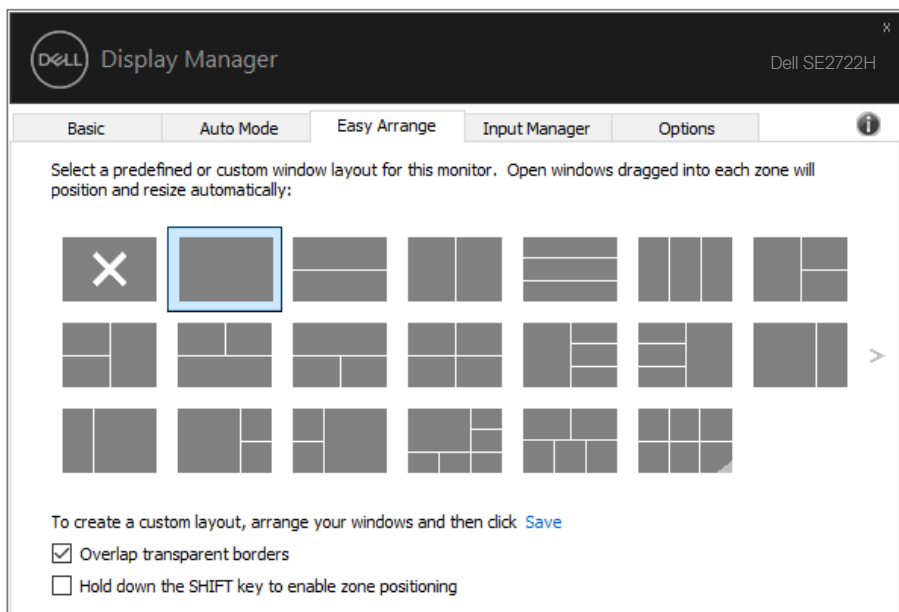 x
DELL Display Manager
Dell SE2722H
Basic Auto Mode Easy Arrange Input Manager Options
Select a predefined or custom window layout for this monitor. Open windows dragged into each zone will
position and resize automatically:
>
To create a custom layout, arrange your windows and then click Save
Overlap transparent borders
Hold down the SHIFT key to enable zone positioning